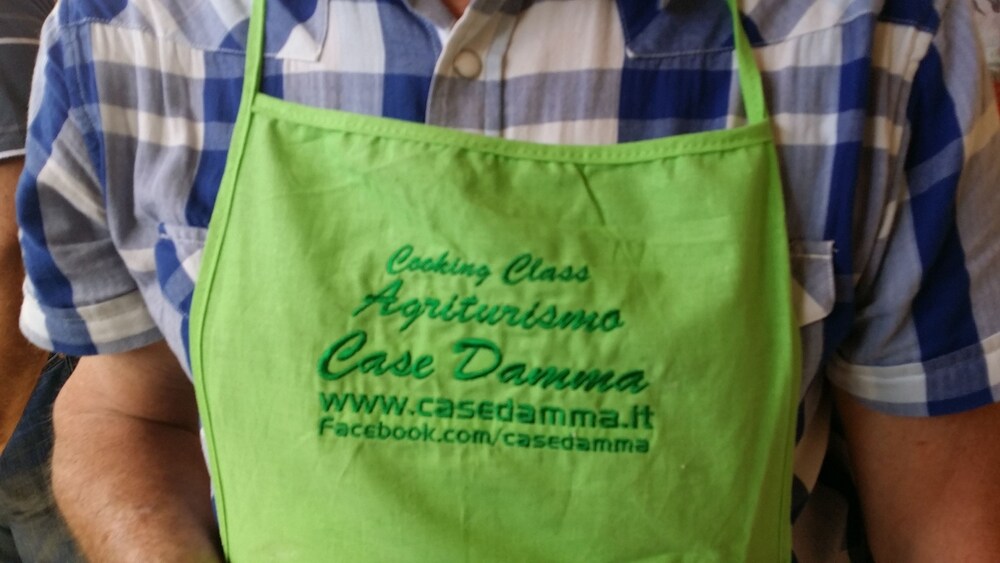 Cooking Class
Agriturismo
Case Damma
www.casedamma.it
Facebook.com/casedamma